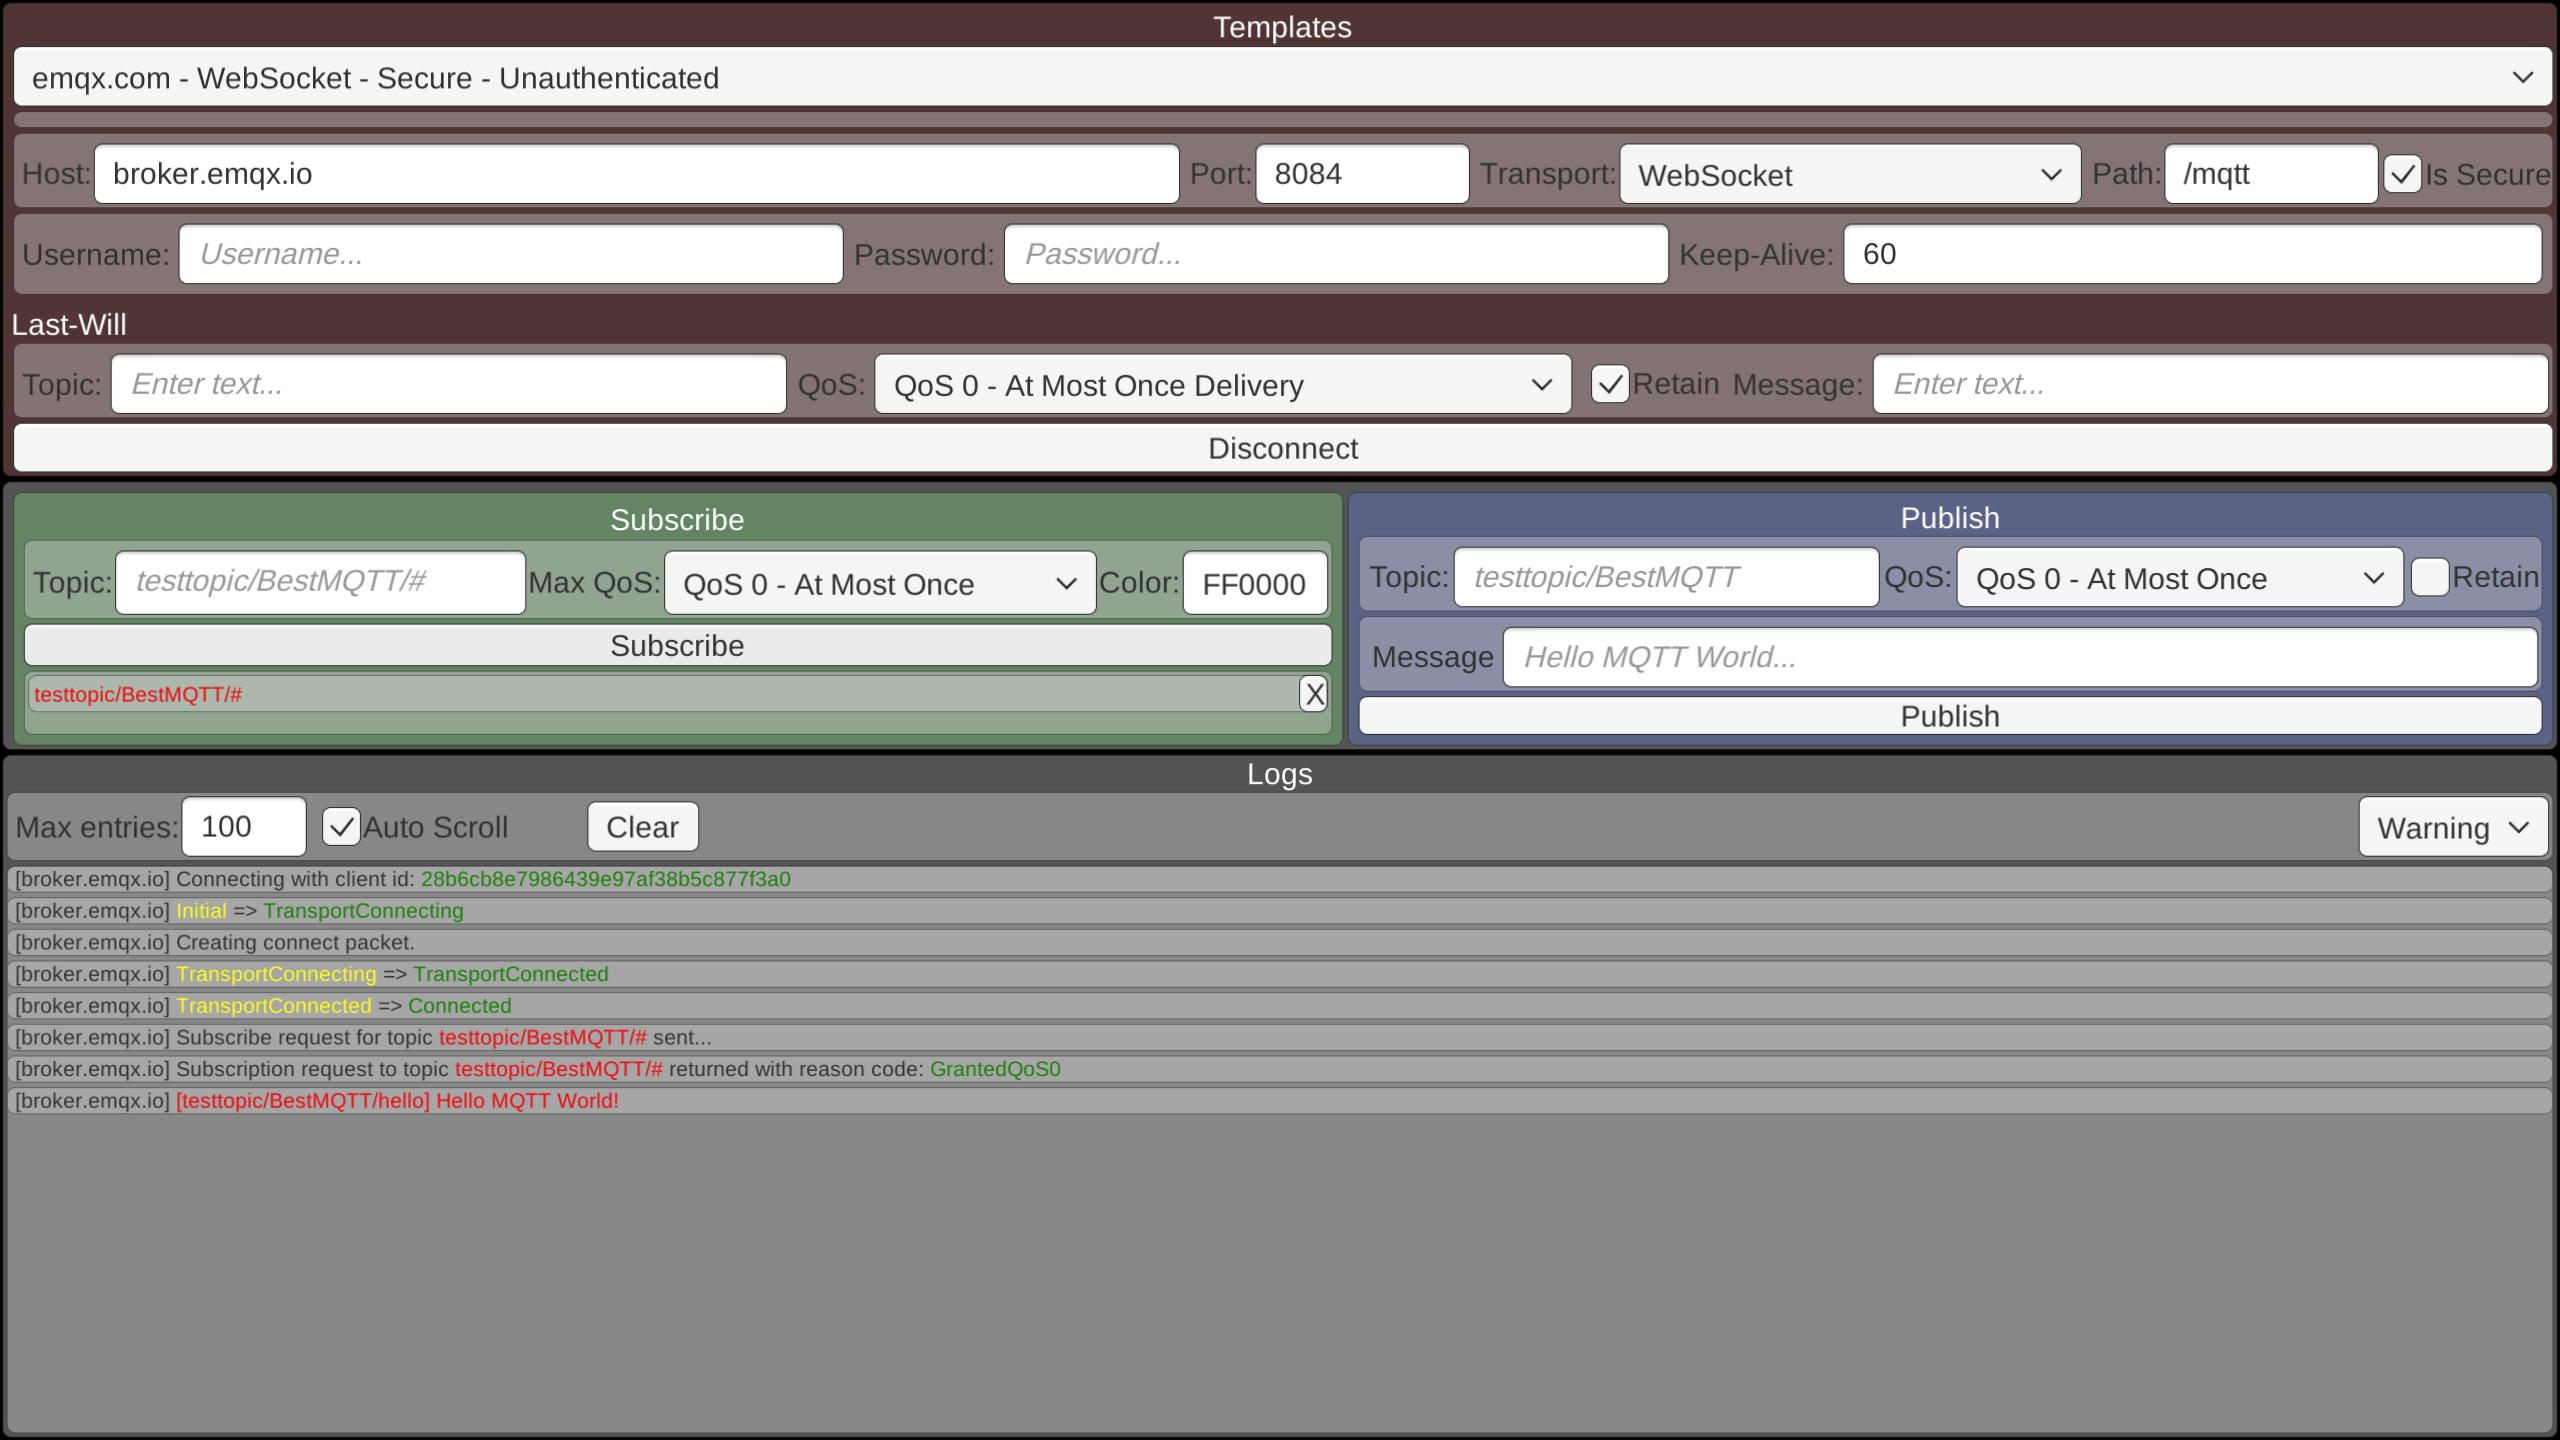 Templates
emqx.com - WebSocket - Secure - Unauthenticated
Host: broker.emqx.io Port: 8084 Transport: WebSocket Path: /mqtt Is Secure
Username: Username... Password: Password... Keep-Alive: 60
Last-Will
Topic: Enter text... QoS: QoS 0 - At Most Once Delivery Retain Message: Enter text...
Disconnect
Subscribe
Topic: testtopic/BestMQTT/# Max QoS: QoS 0 - At Most Once Color: FF0000
Subscribe
testtopic/BestMQTT/# X
Publish
Topic: testtopic/BestMQTT QoS: QoS 0 - At Most Once Retain
Message Hello MQTT World...
Publish
Logs
Max entries: 100 Auto Scroll Clear Warning
[broker.emqx.io] Connecting with client id: 28b6cb8e7986439e97af38b5c877f3a0
[broker.emqx.io] Initial => TransportConnecting
[broker.emqx.io] Creating connect packet.
[broker.emqx.io] TransportConnecting => TransportConnected
[broker.emqx.io] TransportConnected => Connected
[broker.emqx.io] Subscribe request for topic testtopic/BestMQTT/# sent...
[broker.emqx.io] Subscription request to topic testtopic/BestMQTT/# returned with reason code: GrantedQoS0
[broker.emqx.io] [testtopic/BestMQTT/hello] Hello MQTT World!